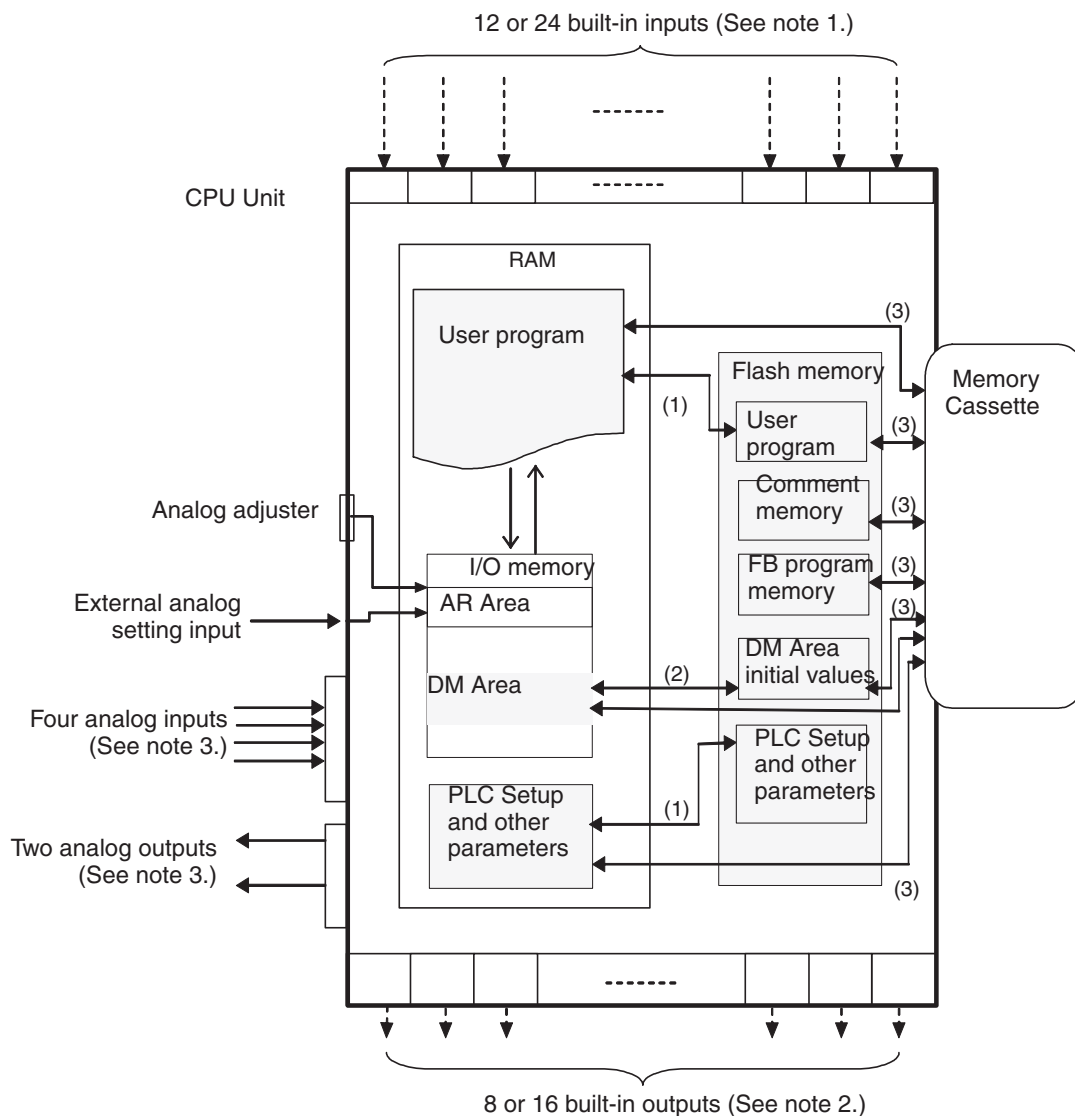 12 or 24 built-in inputs (See note 1.)
CPU Unit
RAM
User program
(3)
Flash memory
Memory
Cassette
(1)
User
program
(3)
Comment
memory
(3)
Analog adjuster
I/O memory
FB program
memory
(3)
AR Area
(3)
External analog
setting input
DM Area
(2)
DM Area
initial values
Four analog inputs
(See note 3.)
PLC Setup
and other
parameters
PLC Setup
and other
parameters
(1)
Two analog outputs
(See note 3.)
(3)
8 or 16 built-in outputs (See note 2.)